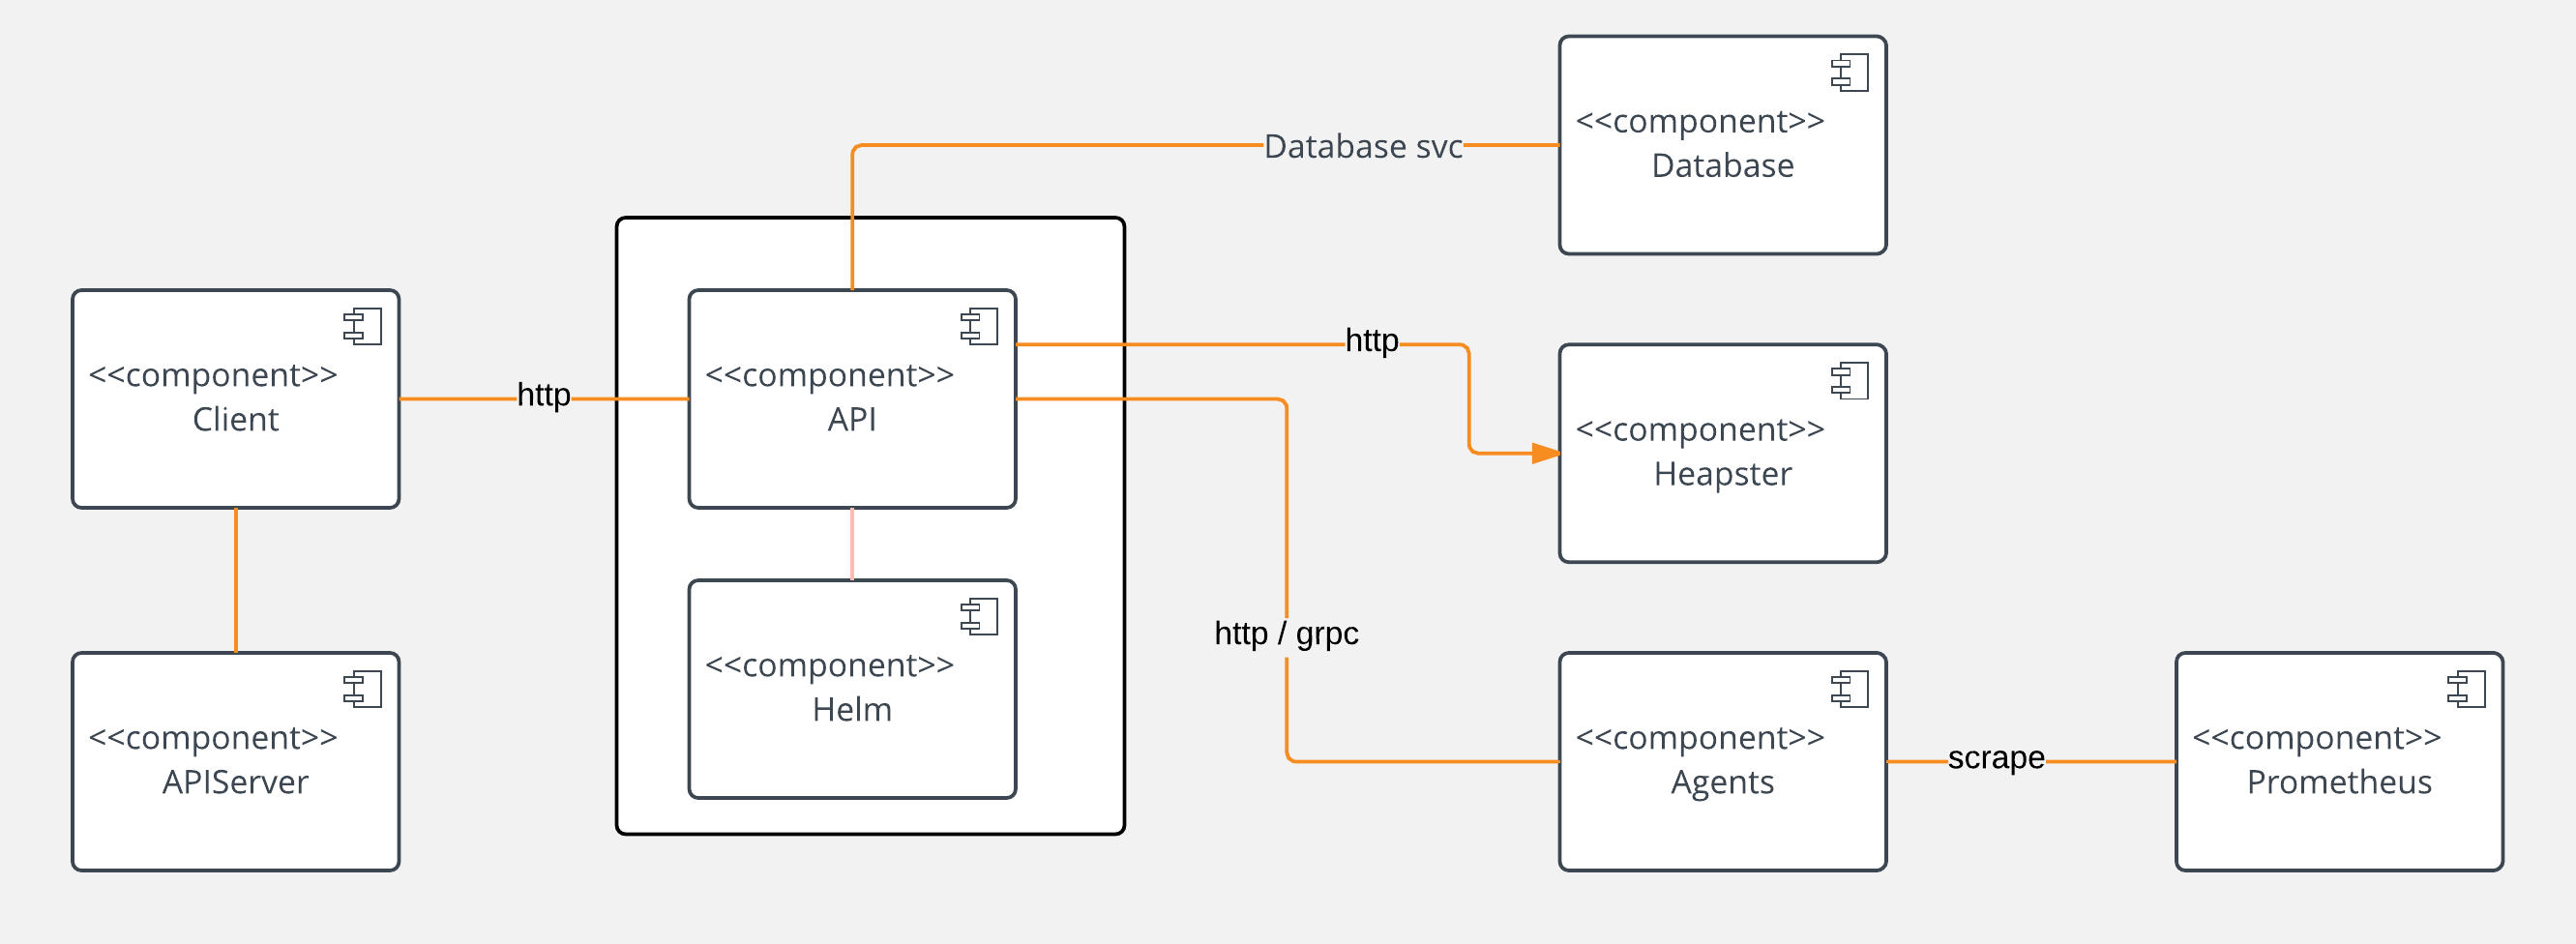 <<component>>
Database
Database svc
<<component>>
Client
http
<<component>>
API
http
<<component>>
Heapster
<<component>>
APIServer
<<component>>
Helm
http / grpc
<<component>>
Agents
scrape
<<component>>
Prometheus